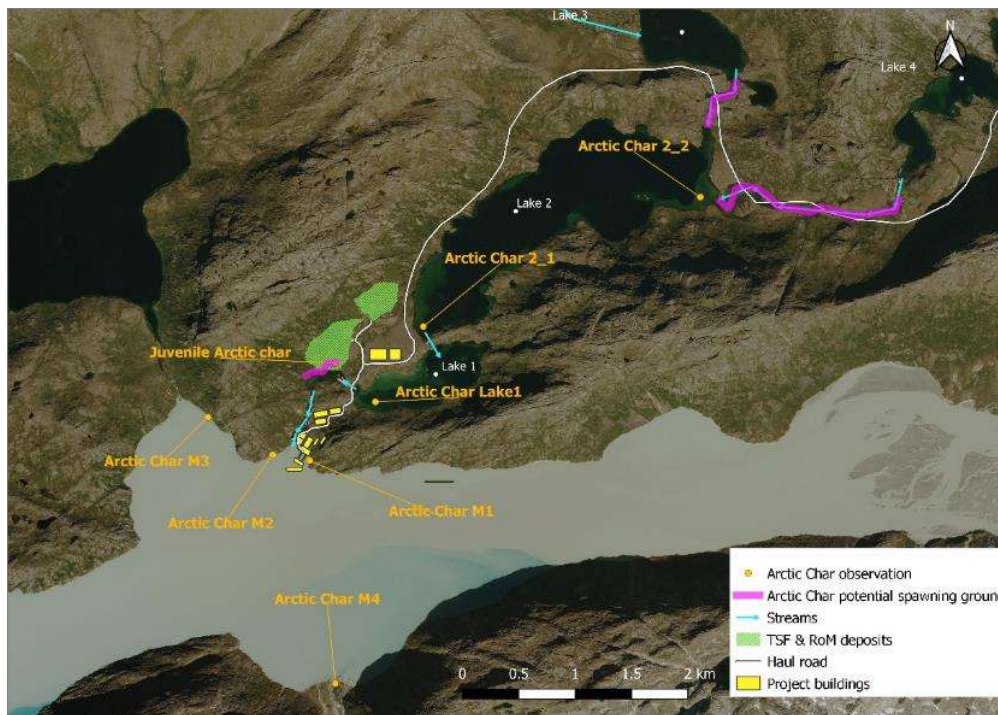 Lake 3
N
Lake 4
Arctic Char 2_2
Lake 2
Arctic Char 2_1
Juvenile Arctic char
Lake 1
Arctic Char Lake1
Arctic Char M3
Arctic Char M2
Arctic Char M1
Arctic Char M4
Arctic Char observation
Arctic Char potential spawning ground
Streams
TSF & RoM deposits
Haul road
Project buildings
0 0.5 1 1.5 2 km